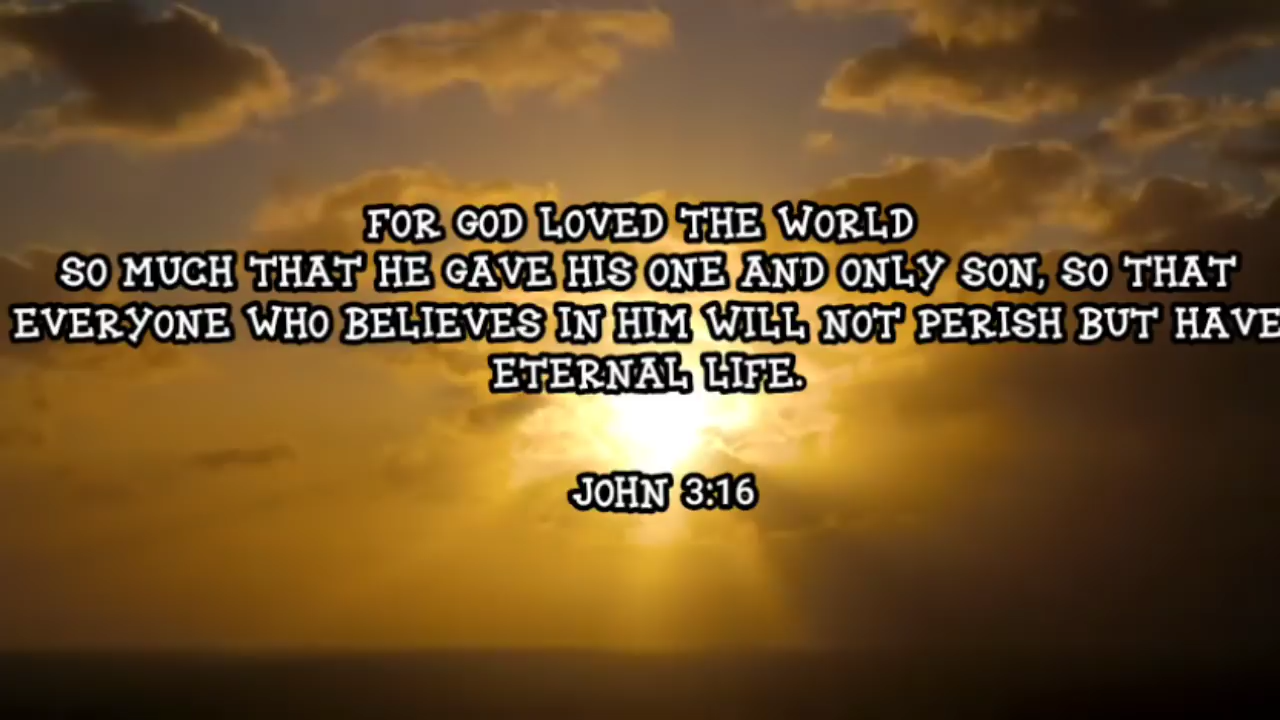 FOR GOD LOVED THE WORLD
SO MUCH THAT HE GAVE HIS ONE AND ONLY SON, SO THAT
EVERYONE WHO BELIEVES IN HIM WILL NOT PERISH BUT HAVE
ETERNAL LIFE.
JOHN 3:16